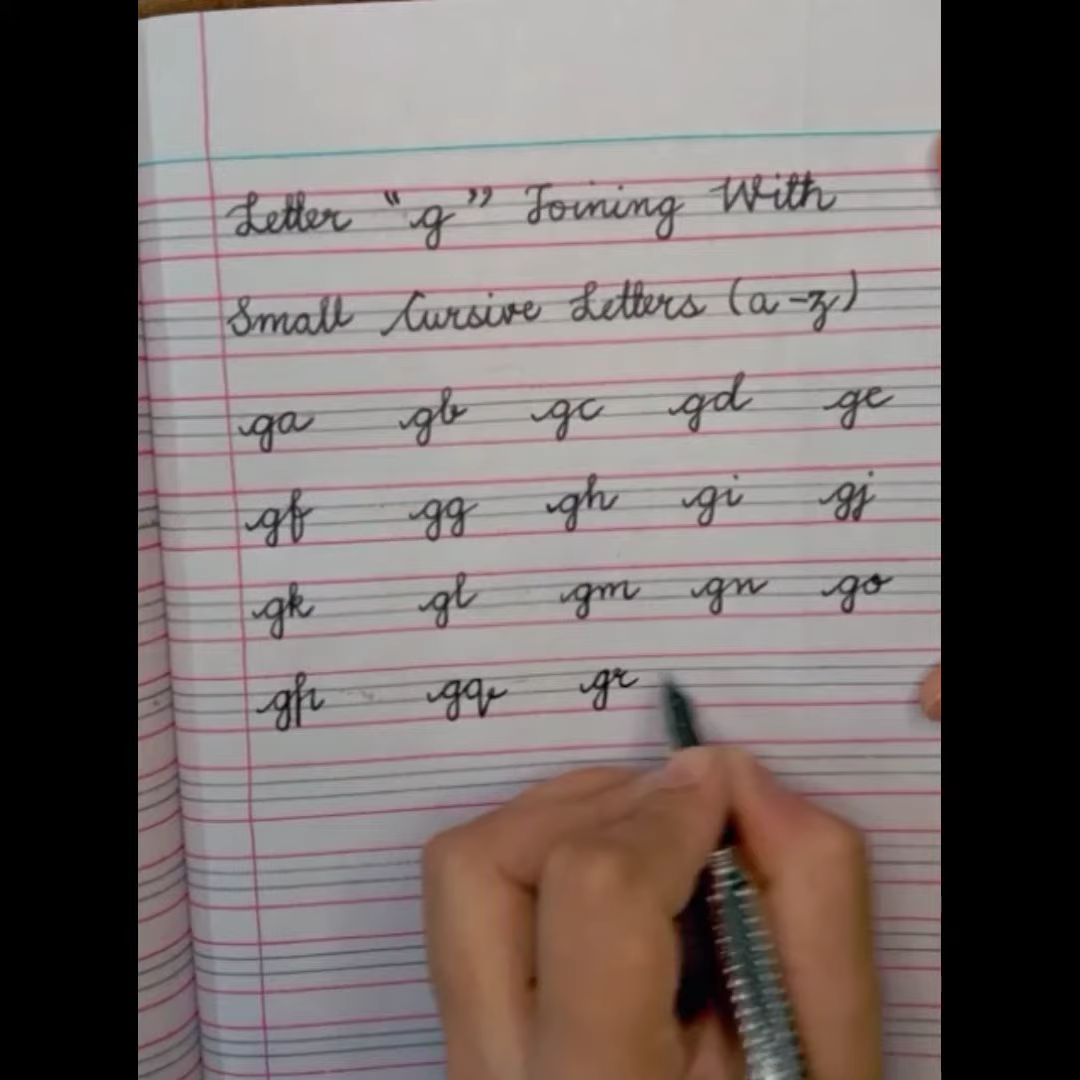 Letter “g” Joining With
Small Cursive Letters (a-z)
ga gb gc gd ge
gf gg gh gi gj
gk gl gm gn go
gp gq gr